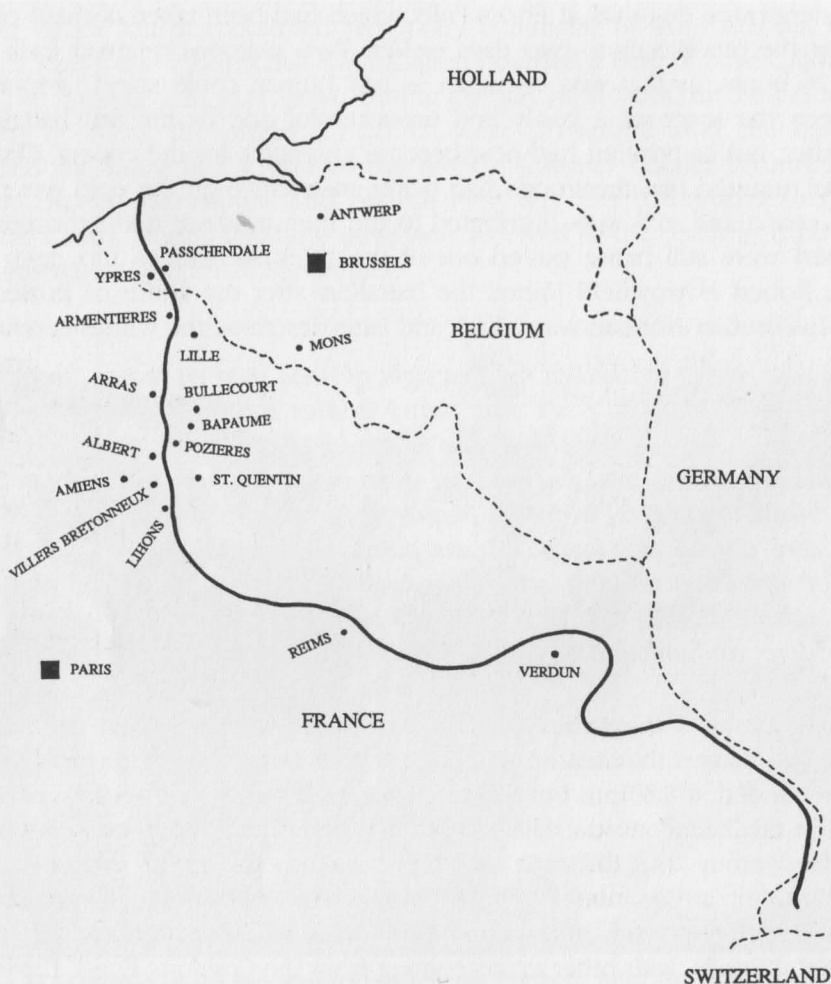 HOLLAND
ANTWERP
PASSCHENDALE
BRUSSELS
YPRES
ARMENTIERES
BELGIUM
MONS
LILLE
BULLECOURT
ARRAS
BAPAUME
POZIERES
ALBERT
ST. QUENTIN
GERMANY
AMIENS
VILLERS BRETONNEUX
LIHONS
REIMS
VERDUN
PARIS
FRANCE
SWITZERLAND